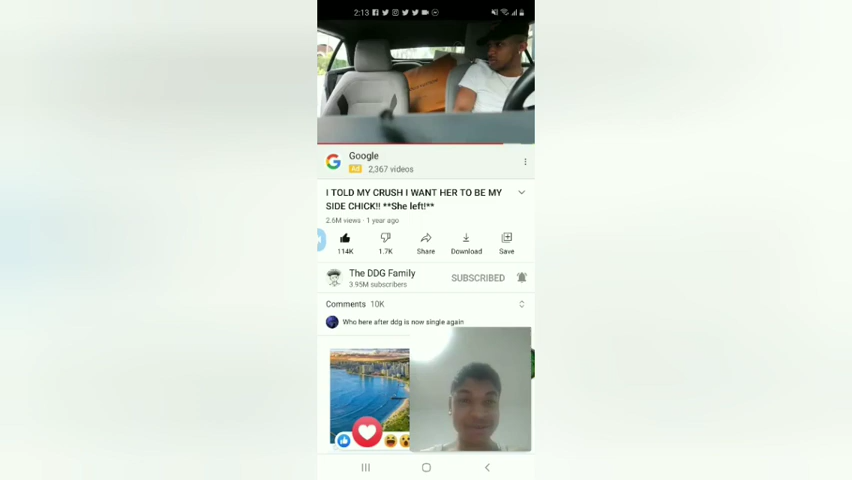 2:13
Google
Ad 2,367 videos
I TOLD MY CRUSH I WANT HER TO BE MY
SIDE CHICK!! **She left!**
2.6M views · 1 year ago
114K
1.7K
Share
Download
Save
The DDG Family
3.95M subscribers
SUBSCRIBED
Comments 10K
Who here after ddg is now single again